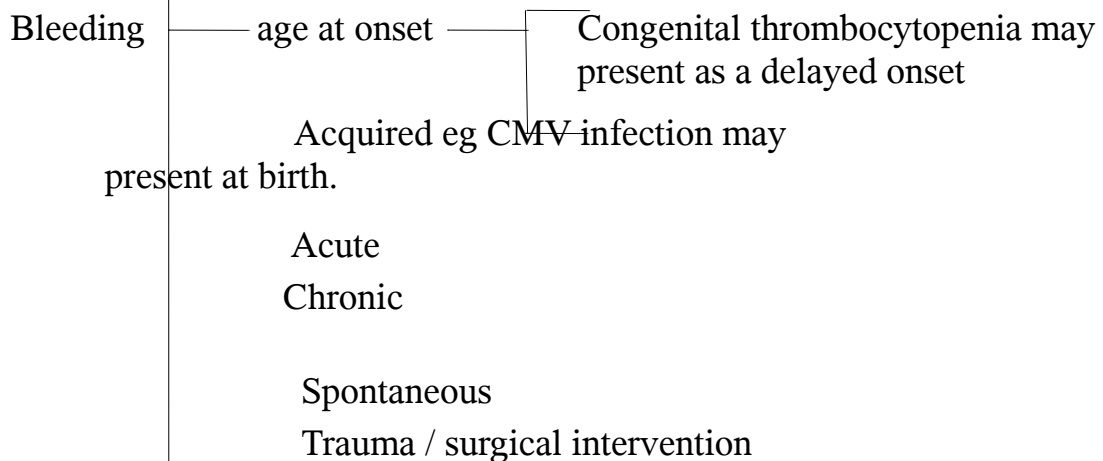 Bleeding age at onset Congenital thrombocytopenia may
present as a delayed onset
Acquired eg CMV infection may
present at birth.
Acute
Chronic
Spontaneous
Trauma / surgical intervention